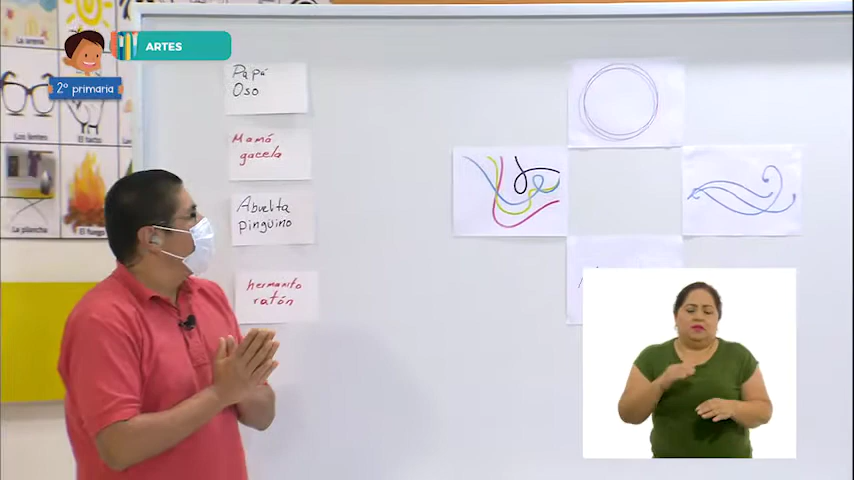 ARTES
2° primaria
La arena
Los lentes
El tacto
La plancha
El fuego
Papá
Oso
Mamá
gacela
Abuelita
pingüino
hermanito
ratón